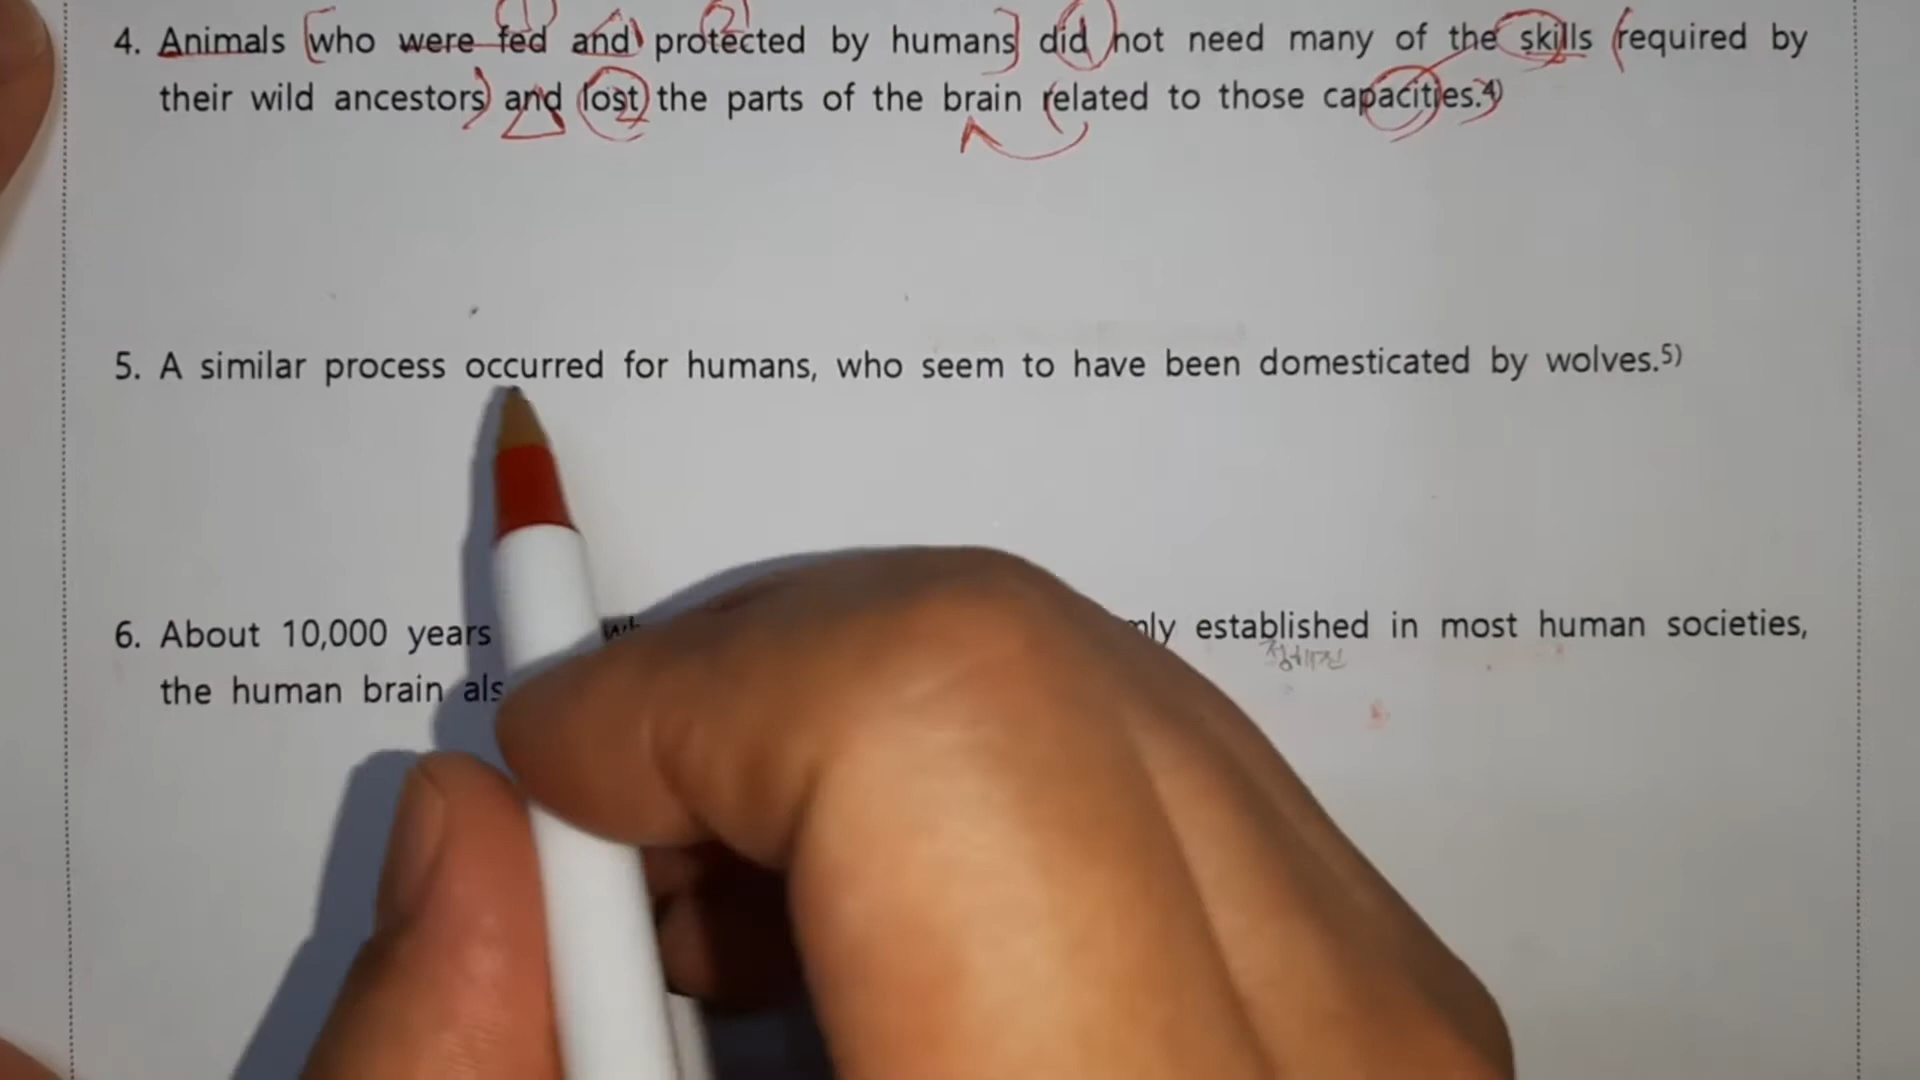 4. Animals who were fed and protected by humans did not need many of the skills required by
their wild ancestors and lost the parts of the brain related to those capacities.4)
5. A similar process occurred for humans, who seem to have been domesticated by wolves.5)
6. About 10,000 years established in most human societies,
the human brain